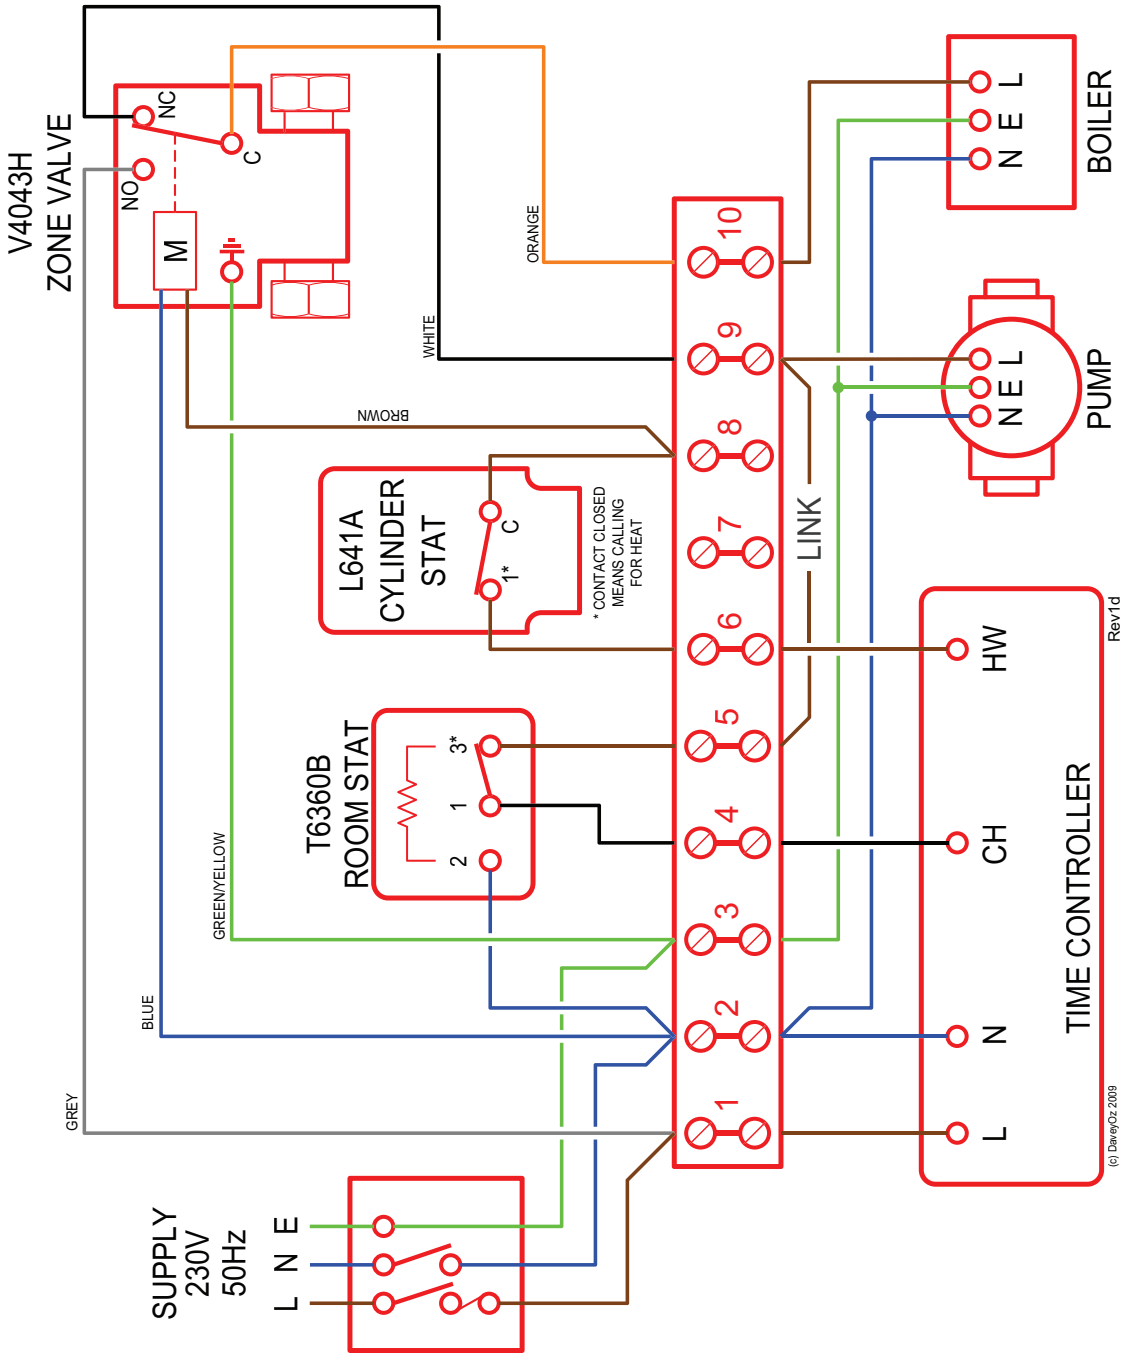 SUPPLY
230V
50Hz
L N E
GREY
BLUE
GREEN/YELLOW
T6360B
ROOM STAT
2 1 3*
L641A
CYLINDER
STAT
1* C
* CONTACT CLOSED
MEANS CALLING
FOR HEAT
BROWN
WHITE
ORANGE
V4043H
ZONE VALVE
M
NO
NC
C
1 2 3 4 5 6 7 8 9 10
LINK
L N CH HW
TIME CONTROLLER
N E L
PUMP
N E L
BOILER
(c) DaveyOz 2009
Rev1d